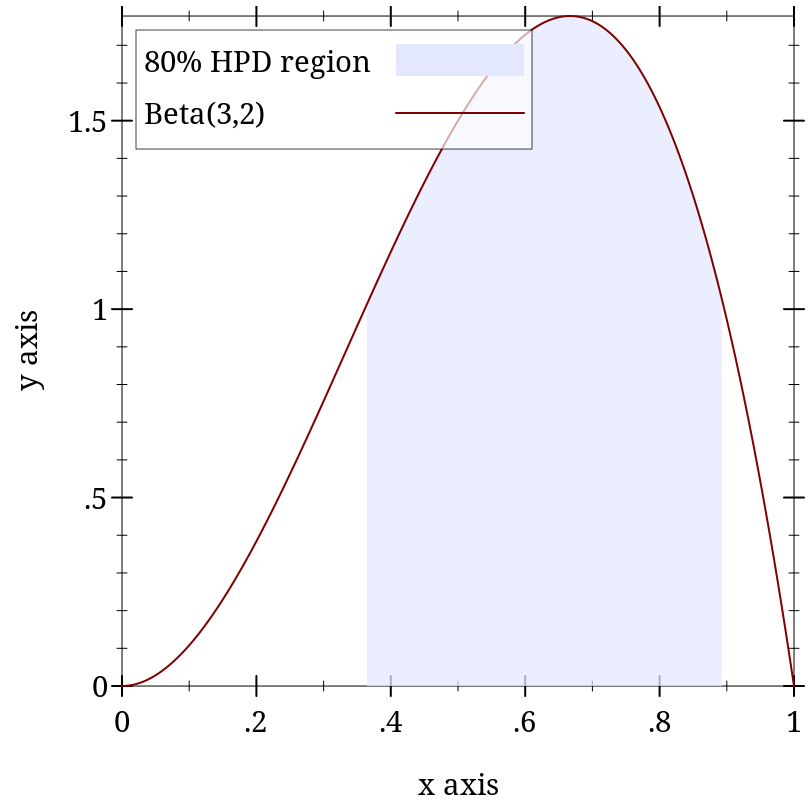 80% HPD region
Beta(3,2)
1.5
1
.5
0
y axis
0 .2 .4 .6 .8 1
x axis